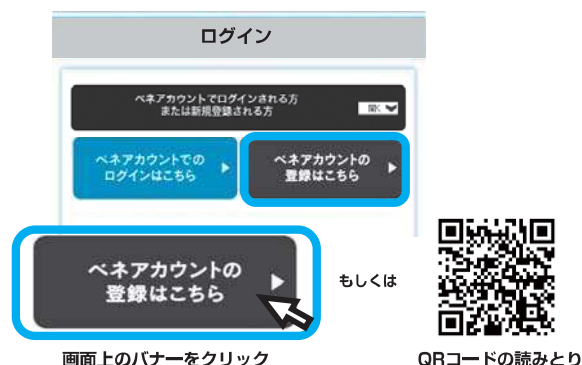 ログイン
ベネアカウントでログインされる方
または新規登録される方
開く
ベネアカウントでの
ログインはこちら
ベネアカウントの
登録はこちら
ベネアカウントの
登録はこちら
もしくは
画面上のバナーをクリック
QRコードの読みとり